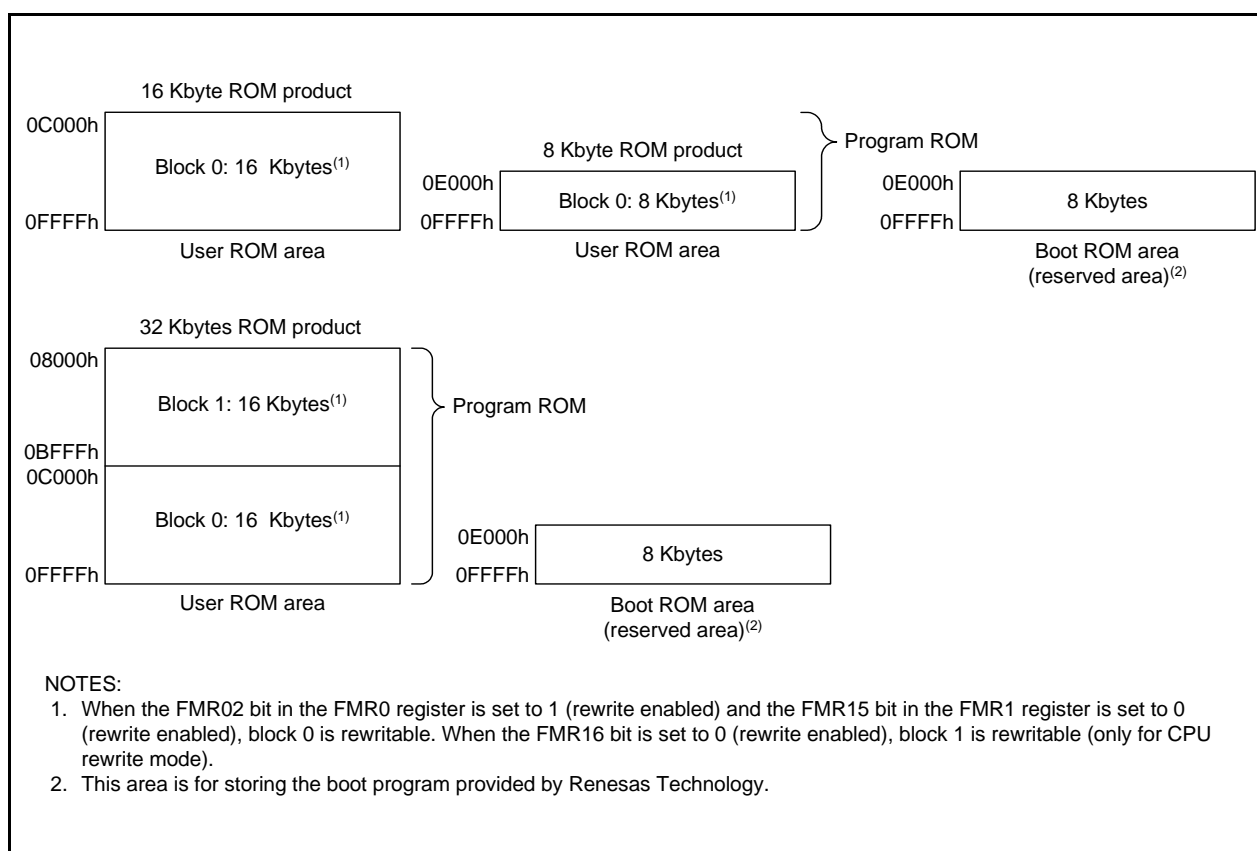 16 Kbyte ROM product
0C000h
Block 0: 16 Kbytes(1)
0FFFFh
User ROM area
8 Kbyte ROM product
0E000h
Block 0: 8 Kbytes(1)
0FFFFh
User ROM area
Program ROM
0E000h
8 Kbytes
0FFFFh
Boot ROM area
(reserved area)(2)
32 Kbytes ROM product
08000h
Block 1: 16 Kbytes(1)
0BFFFh
0C000h
Block 0: 16 Kbytes(1)
0FFFFh
User ROM area
Program ROM
0E000h
8 Kbytes
0FFFFh
Boot ROM area
(reserved area)(2)
NOTES:
1. When the FMR02 bit in the FMR0 register is set to 1 (rewrite enabled) and the FMR15 bit in the FMR1 register is set to 0
(rewrite enabled), block 0 is rewritable. When the FMR16 bit is set to 0 (rewrite enabled), block 1 is rewritable (only for CPU
rewrite mode).
2. This area is for storing the boot program provided by Renesas Technology.